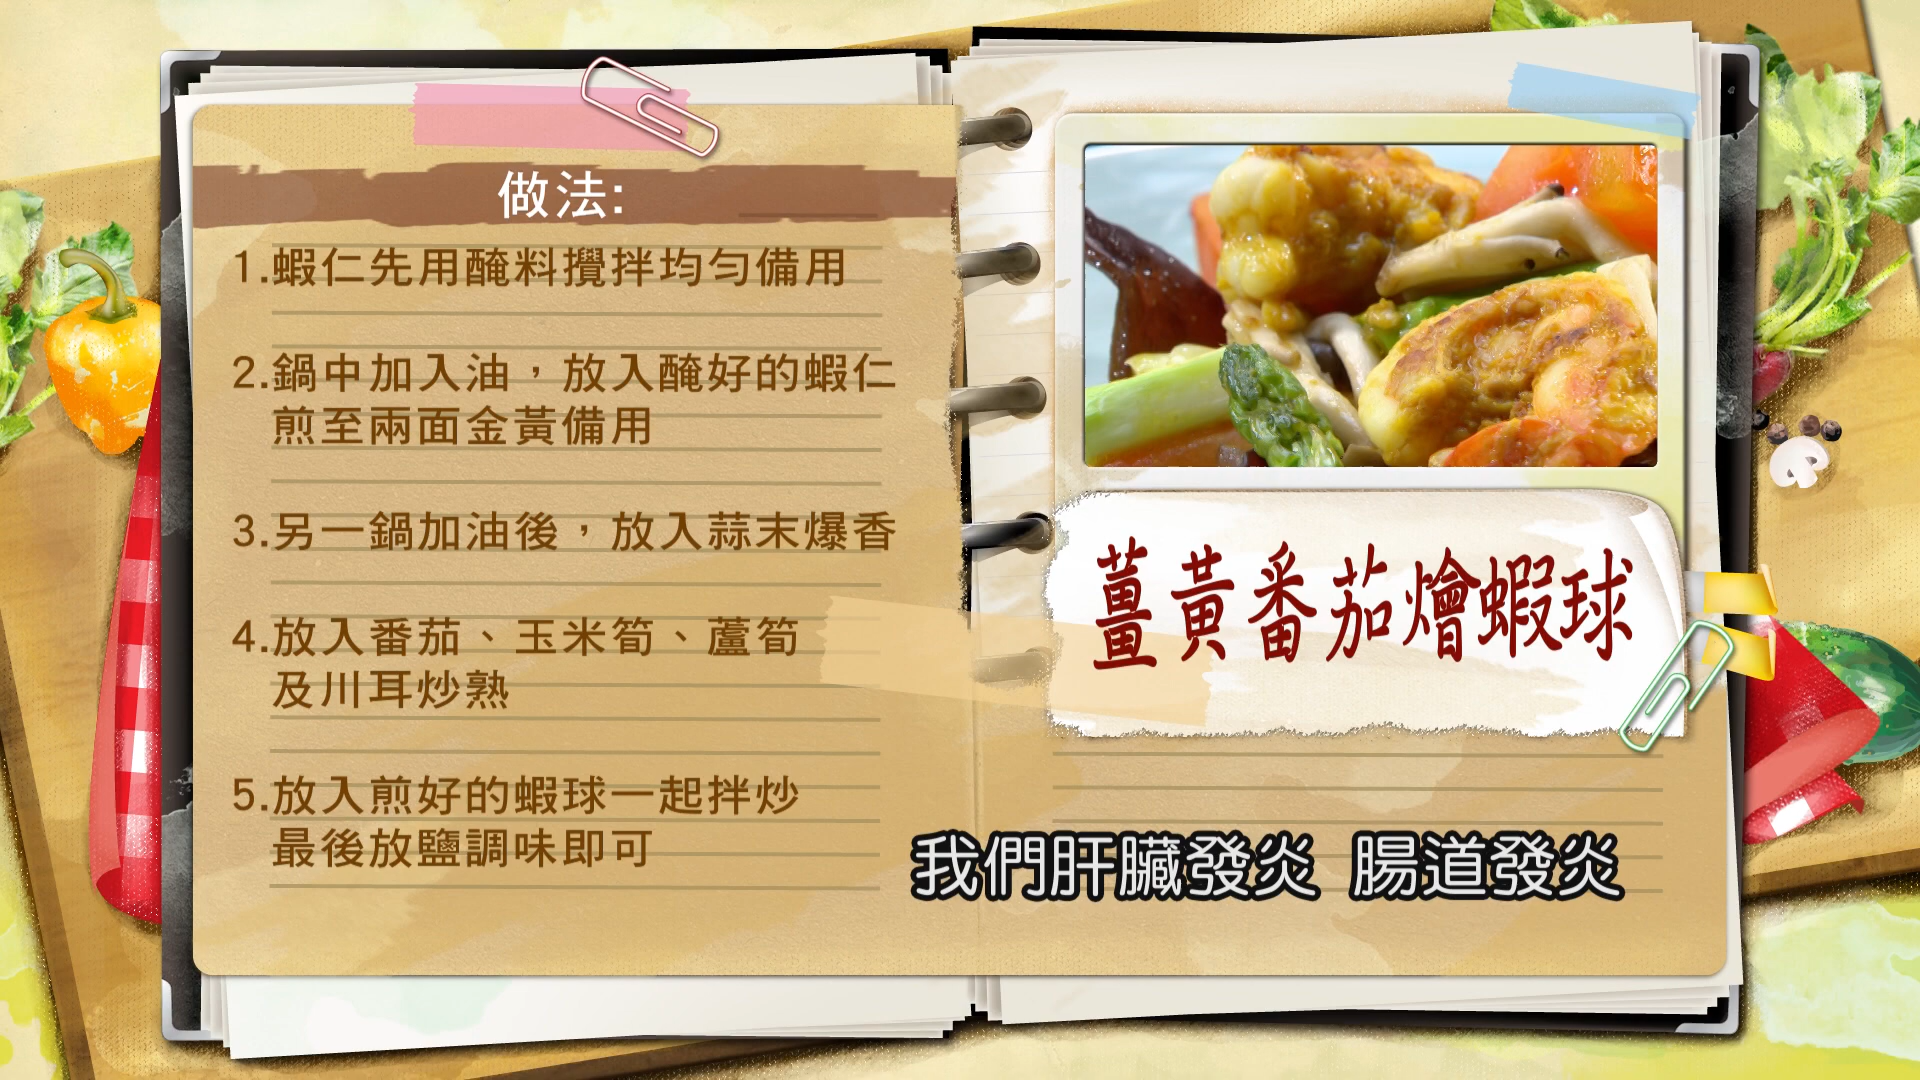 做法:
1.蝦仁先用醃料攪拌均勻備用
2.鍋中加入油，放入醃好的蝦仁
煎至兩面金黃備用
3.另一鍋加油後，放入蒜末爆香
4.放入番茄、玉米筍、蘆筍
及川耳炒熟
5.放入煎好的蝦球一起拌炒
最後放鹽調味即可
薑黃番茄燴蝦球
我們肝臟發炎 腸道發炎